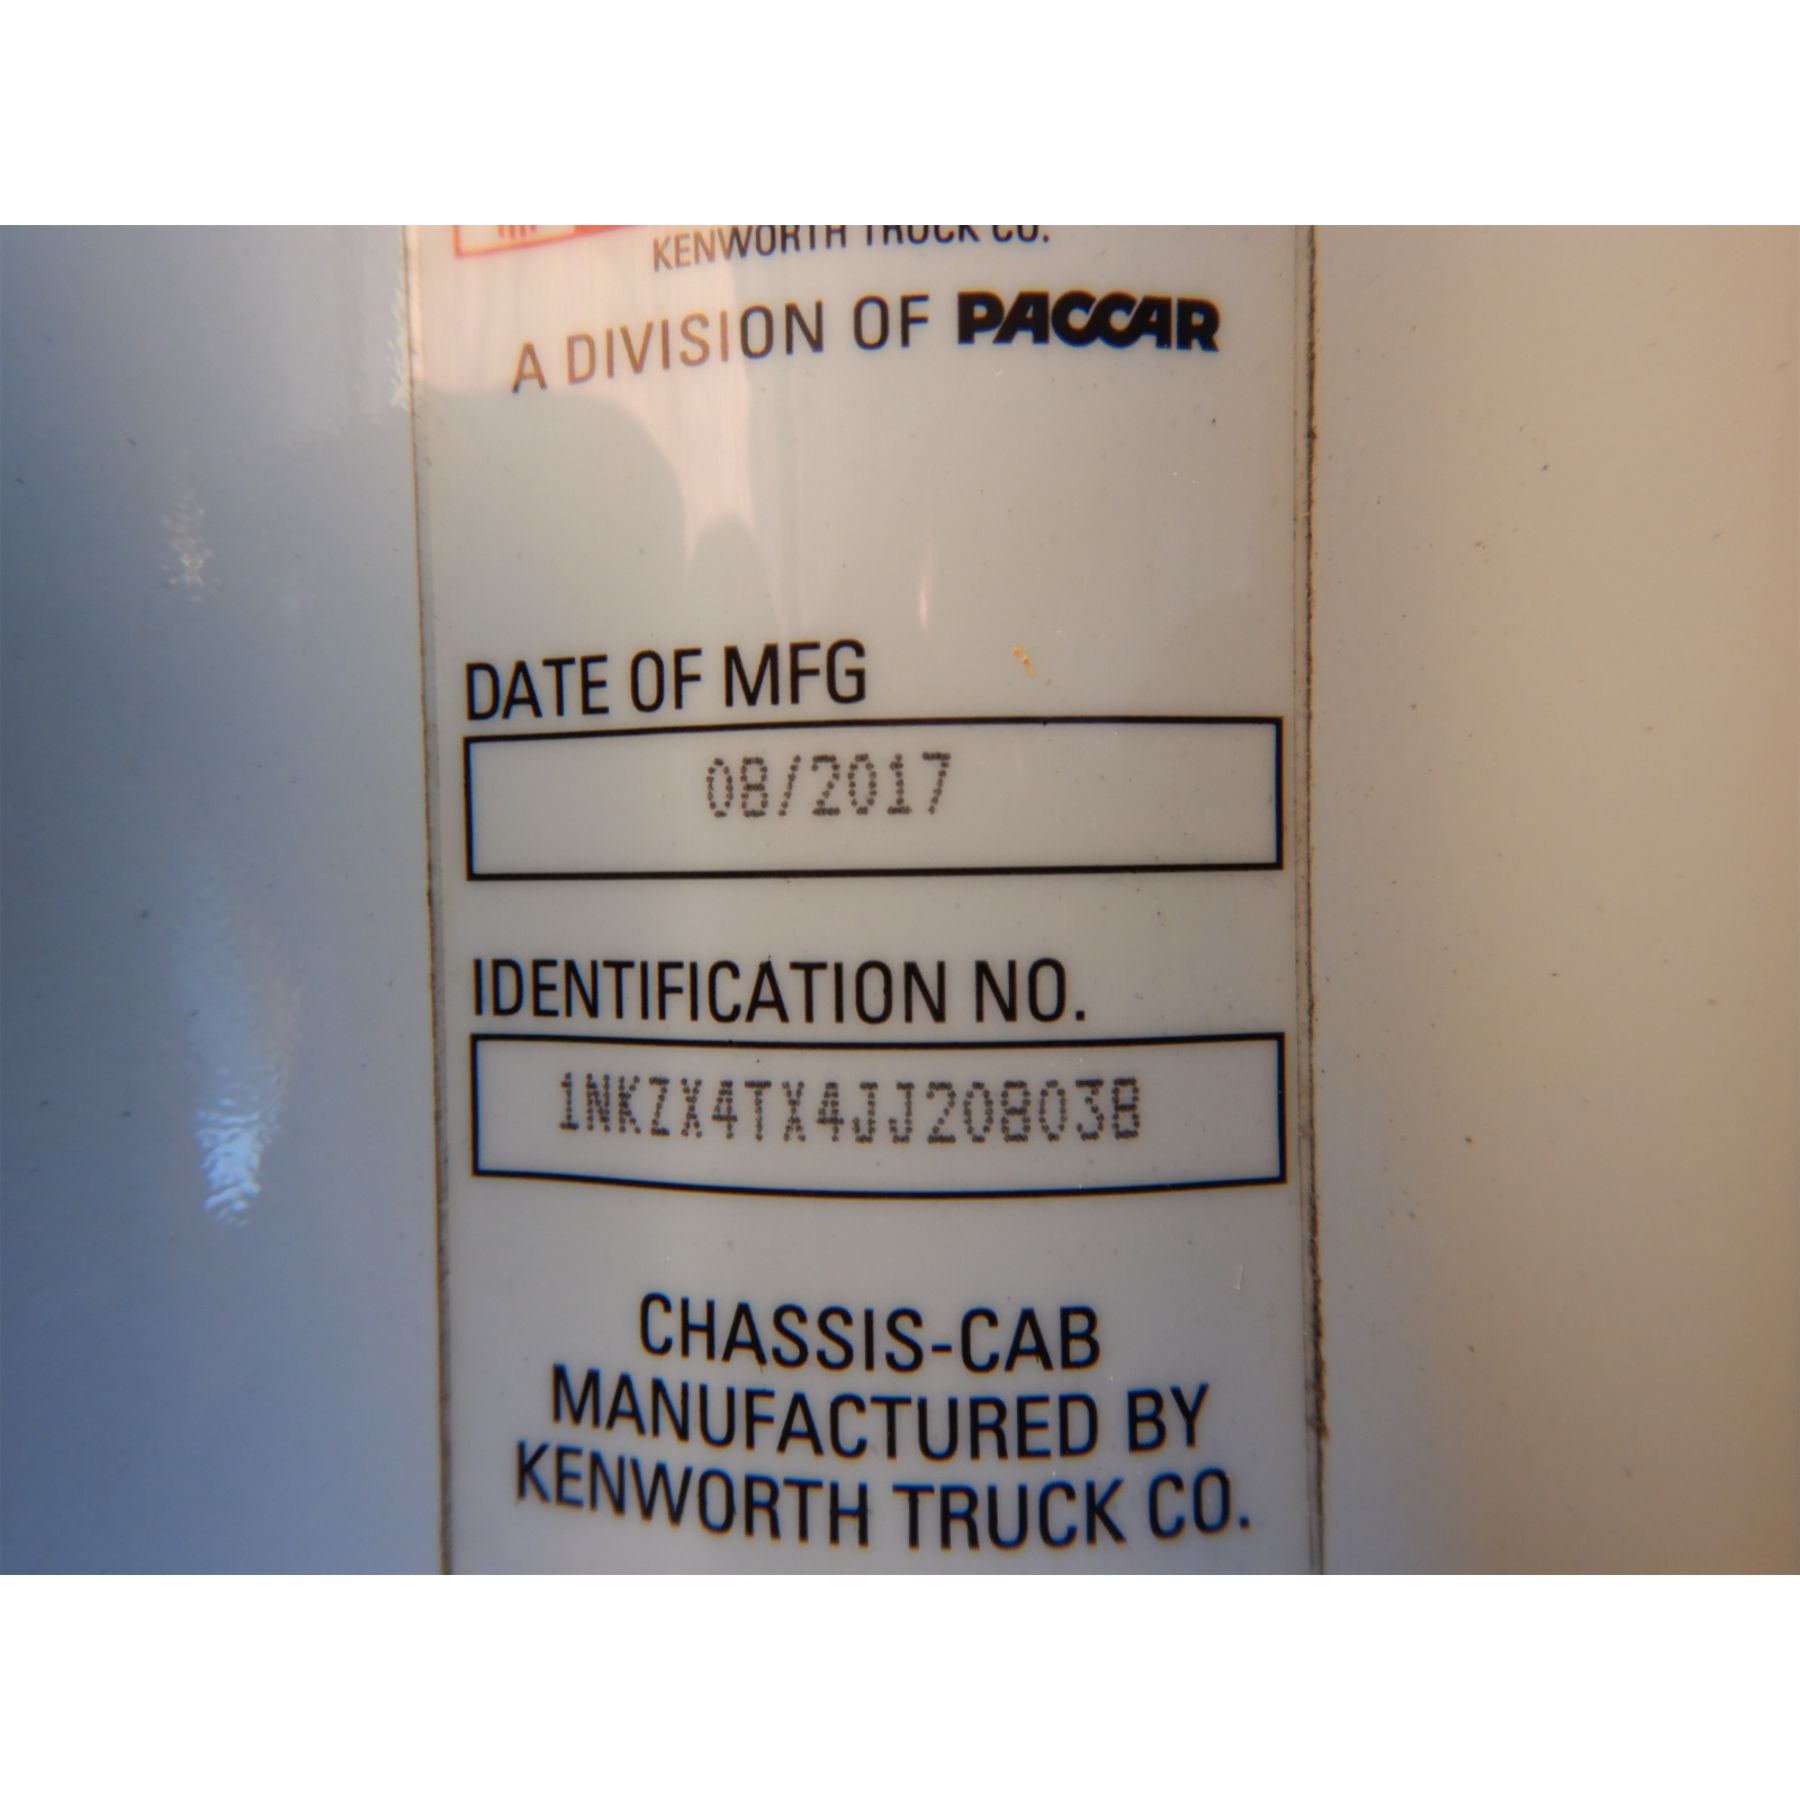 KENWORTH TRUCK CO.
A DIVISION OF PACCAR
DATE OF MFG
08/2017
IDENTIFICATION NO.
1NKZX4TX4JJ208038
CHASSIS-CAB
MANUFACTURED BY
KENWORTH TRUCK CO.